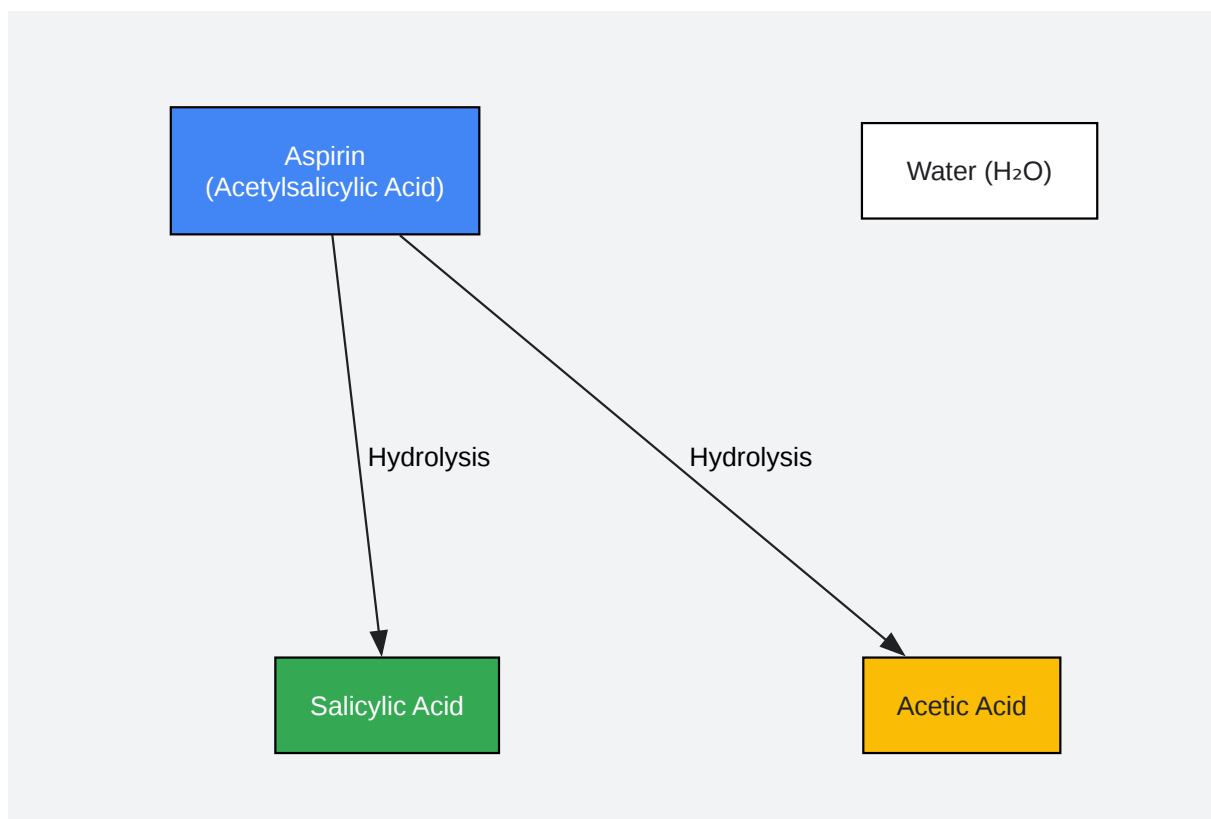 Aspirin
(Acetylsalicylic Acid)
Water (H₂O)
Hydrolysis
Hydrolysis
Salicylic Acid
Acetic Acid